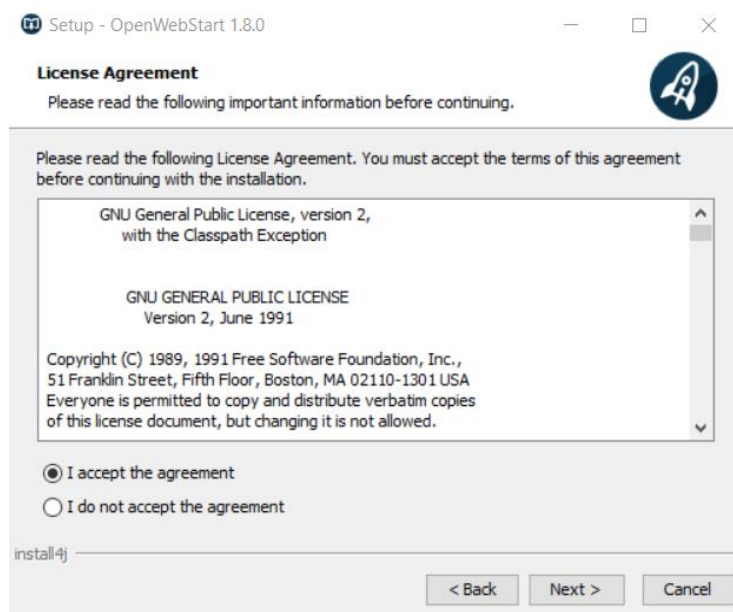 Setup - OpenWebStart 1.8.0
License Agreement
Please read the following important information before continuing.
Please read the following License Agreement. You must accept the terms of this agreement
before continuing with the installation.
GNU General Public License, version 2,
with the Classpath Exception
GNU GENERAL PUBLIC LICENSE
Version 2, June 1991
Copyright (C) 1989, 1991 Free Software Foundation, Inc.,
51 Franklin Street, Fifth Floor, Boston, MA 02110-1301 USA
Everyone is permitted to copy and distribute verbatim copies
of this license document, but changing it is not allowed.
I accept the agreement
I do not accept the agreement
install4j
< Back Next > Cancel